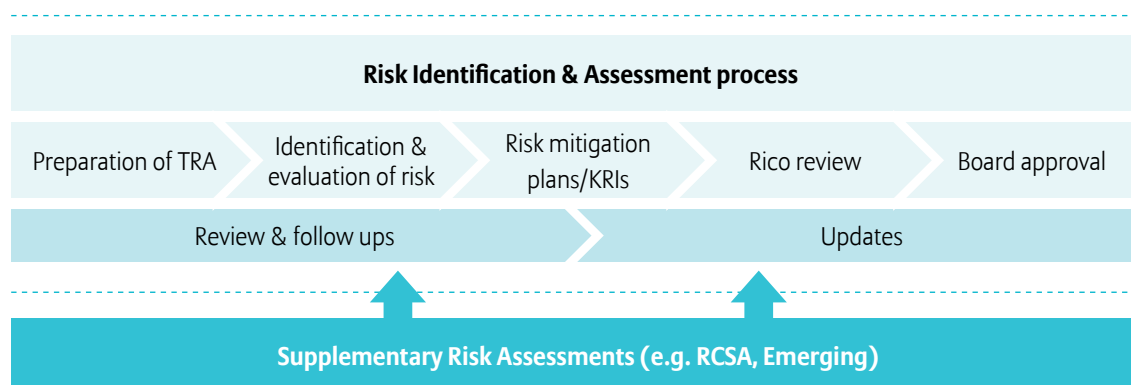 Risk Identification & Assessment process
Preparation of TRA
Identification &
evaluation of risk
Risk mitigation
plans/KRIs
Rico review
Board approval
Review & follow ups
Updates
Supplementary Risk Assessments (e.g. RCSA, Emerging)